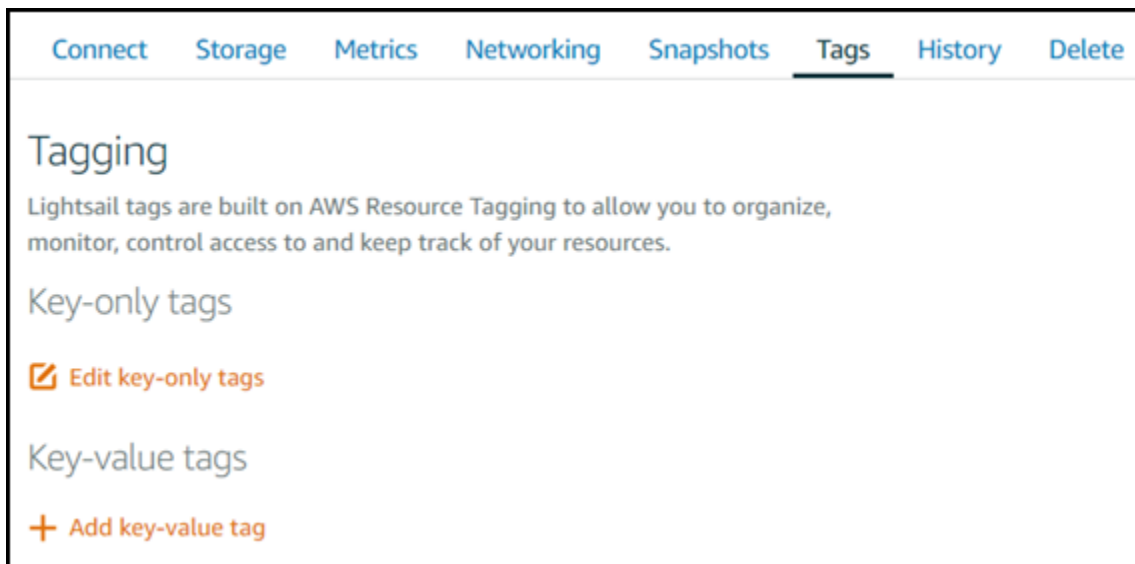 Connect Storage Metrics Networking Snapshots Tags History Delete
Tagging
Lightsail tags are built on AWS Resource Tagging to allow you to organize,
monitor, control access to and keep track of your resources.
Key-only tags
Edit key-only tags
Key-value tags
Add key-value tag